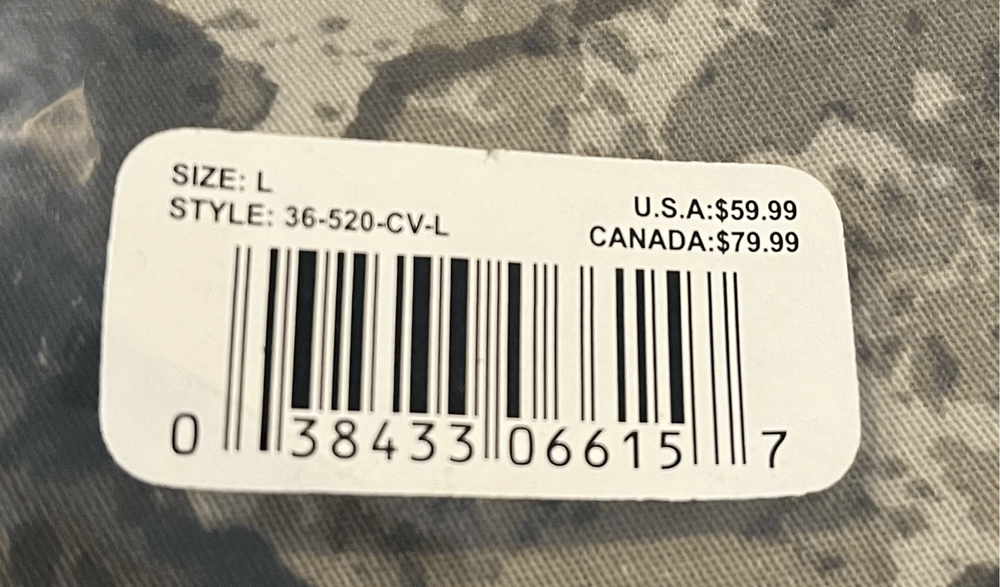 SIZE: L
STYLE: 36-520-CV-L
U.S.A:$59.99
CANADA:$79.99
0 38433 06615 7